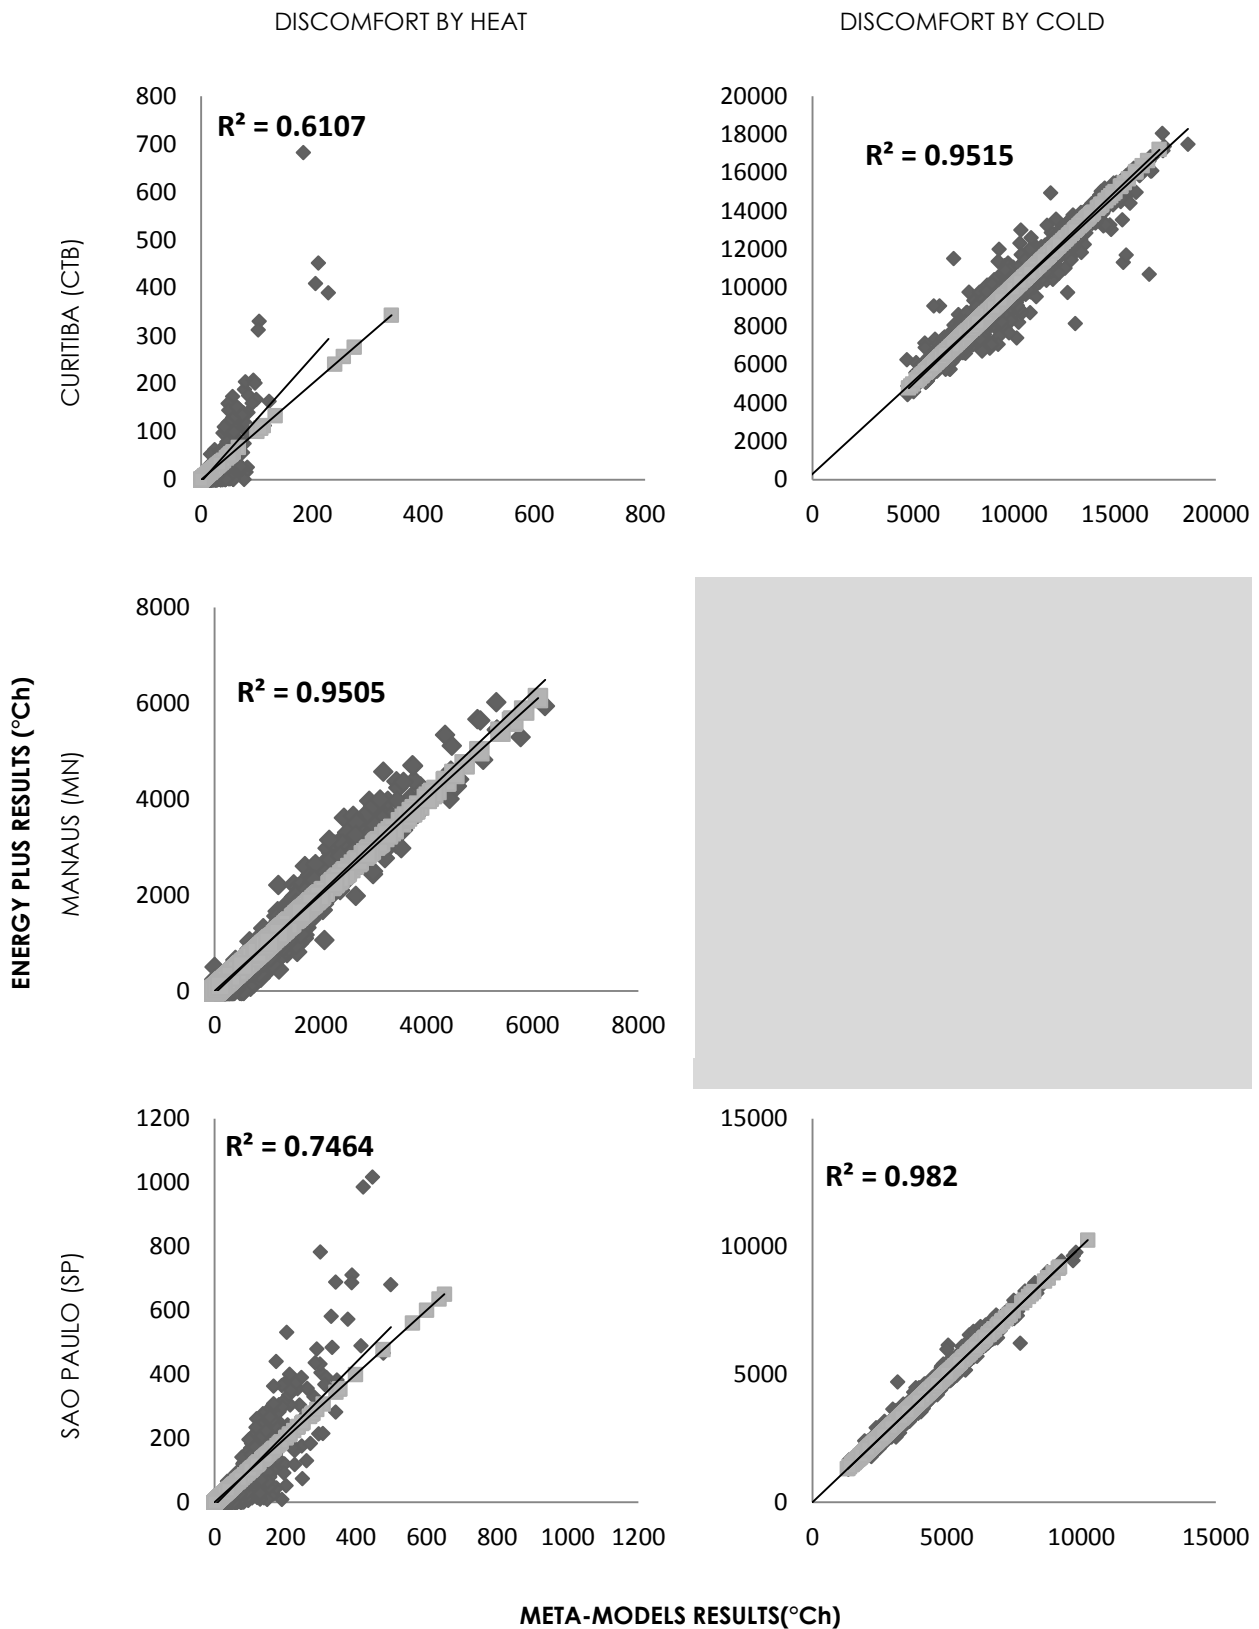 DISCOMFORT BY HEAT
DISCOMFORT BY COLD
ENERGY PLUS RESULTS (°Ch)
CURITIBA (CTB)
R² = 0.6107
800
700
600
500
400
300
200
100
0
0 200 400 600 800
R² = 0.9515
20000
18000
16000
14000
12000
10000
8000
6000
4000
2000
0
0 5000 10000 15000 20000
MANAUS (MN)
R² = 0.9505
8000
6000
4000
2000
0
0 2000 4000 6000 8000
SAO PAULO (SP)
R² = 0.7464
1200
1000
800
600
400
200
0
0 200 400 600 800 1000 1200
R² = 0.982
15000
10000
5000
0
0 5000 10000 15000
META-MODELS RESULTS(°Ch)